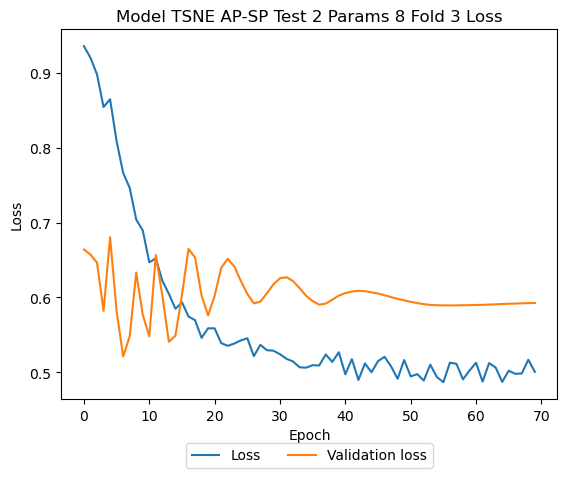 Model TSNE AP-SP Test 2 Params 8 Fold 3 Loss
0.9
0.8
0.7
0.6
0.5
Loss
0 10 20 30 40 50 60 70
Epoch
Loss Validation loss